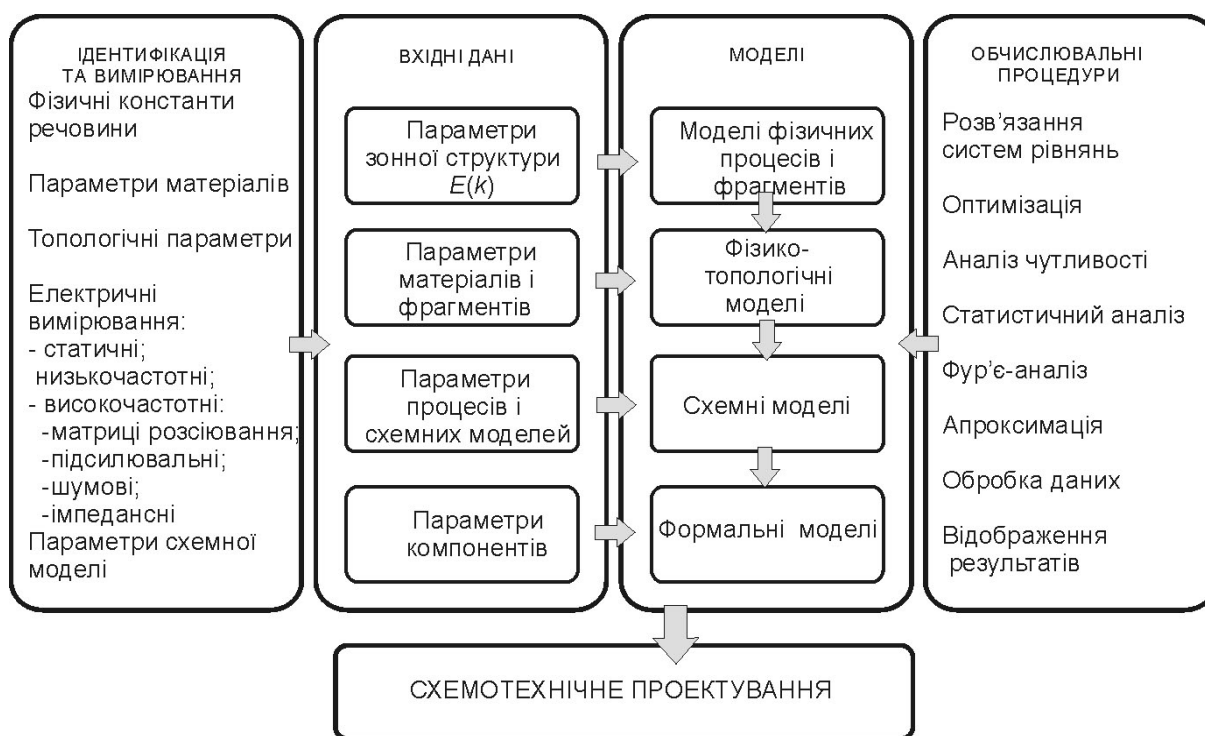 ІДЕНТИФІКАЦІЯ
ТА ВИМІРЮВАННЯ
Фізичні константи
речовини
Параметри матеріалів
Топологічні параметри
Електричні
вимірювання:
- статичні;
низькочастотні;
- високочастотні:
-матриці розсіювання;
-підсилювальні;
-шумові;
-імпедансні
Параметри схемної
моделі
ВХІДНІ ДАНІ
Параметри
зонної структури
E(k)
Параметри
матеріалів і
фрагментів
Параметри
процесів і
схемних моделей
Параметри
компонентів
МОДЕЛІ
Моделі фізичних
процесів і
фрагментів
Фізико-
топологічні
моделі
Схемні моделі
Формальні моделі
ОБЧИСЛЮВАЛЬНІ
ПРОЦЕДУРИ
Розв’язання
систем рівнянь
Оптимізація
Аналіз чутливості
Статистичний аналіз
Фур’є-аналіз
Апроксимація
Обробка даних
Відображення
результатів
СХЕМОТЕХНІЧНЕ ПРОЕКТУВАННЯ